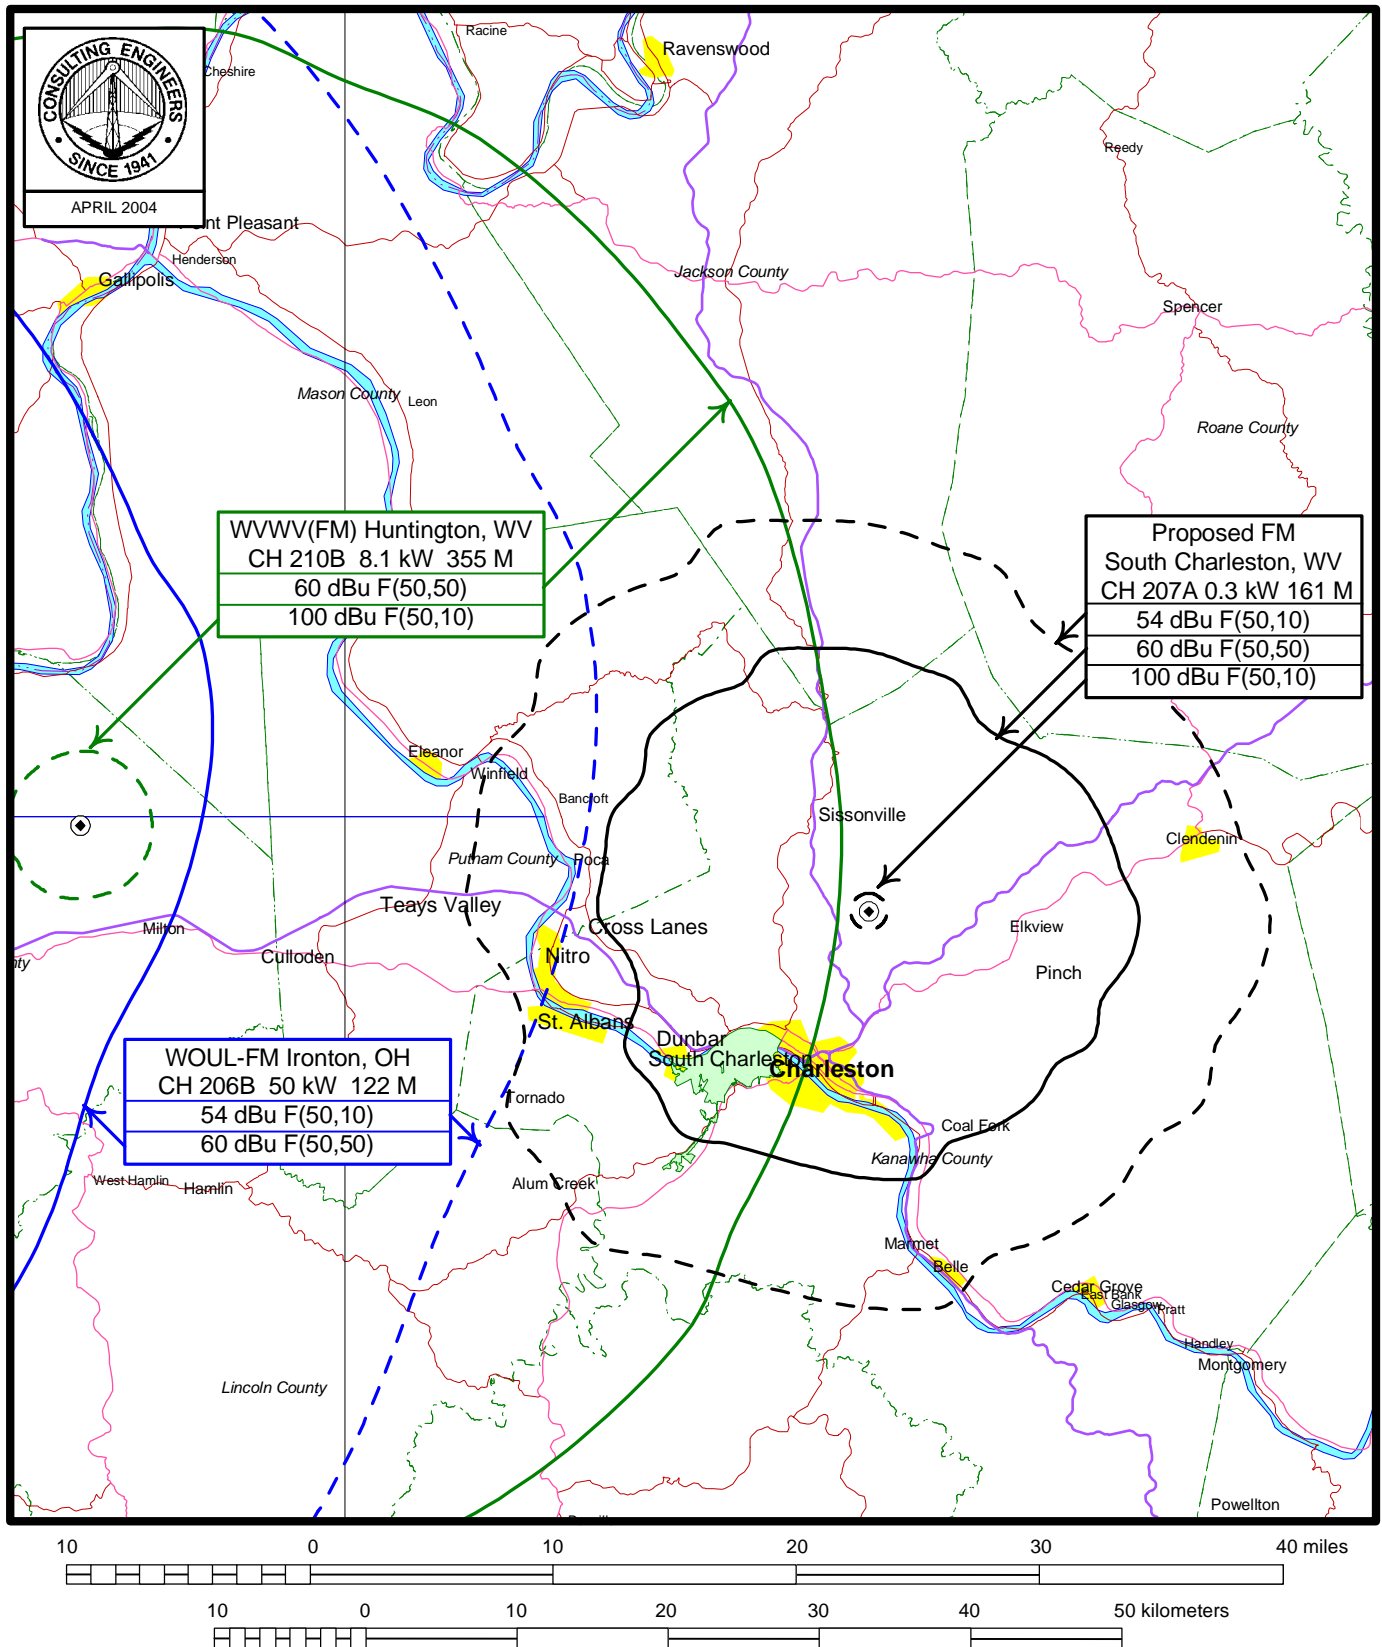 Racine
Ravenswood
CONSULTING ENGINEERS
SINCE 1941
APRIL 2004
Cheshire
Reedy
Point Pleasant
Henderson
Gallipolis
Jackson County
Spencer
Mason County
Leon
Roane County
WVWV(FM) Huntington, WV
CH 210B 8.1 kW 355 M
60 dBu F(50,50)
100 dBu F(50,10)
Proposed FM
South Charleston, WV
CH 207A 0.3 kW 161 M
54 dBu F(50,10)
60 dBu F(50,50)
100 dBu F(50,10)
Eleanor
Winfield
Bancroft
Sissonville
Clendenin
Putnam County
Poca
Teays Valley
Cross Lanes
Milton
Culloden
Nitro
Elkview
Pinch
nty
St. Albans
Dunbar
South Charleston
Charleston
WOUL-FM Ironton, OH
CH 206B 50 kW 122 M
54 dBu F(50,10)
60 dBu F(50,50)
Tornado
Coal Fork
Kanawha County
West Hamlin
Hamlin
Alum Creek
Marmet
Belle
Cedar Grove
East Bank
Glasgow
Pratt
Handley
Montgomery
Lincoln County
Powellton
10 0 10 20 30 40 miles
10 0 10 20 30 40 50 kilometers